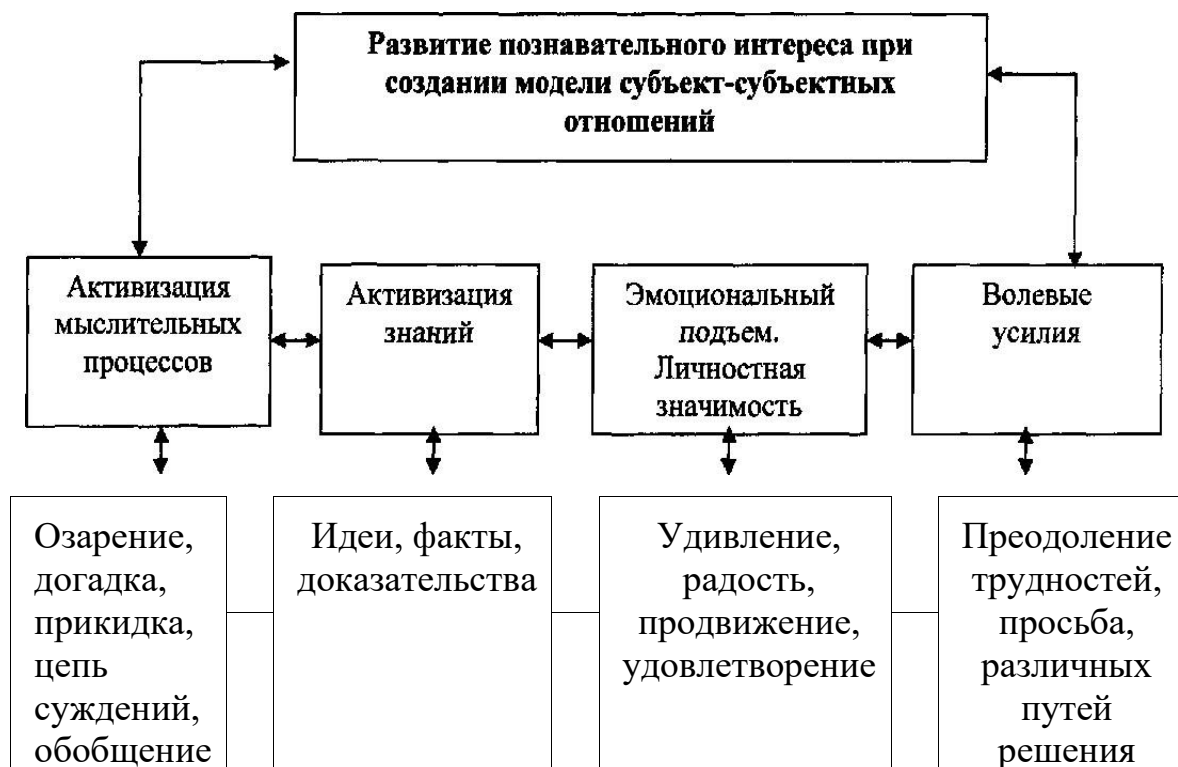 Развитие познавательного интереса при
создании модели субъект-субъектных
отношений
Активизация
мыслительных
процессов
Активизация
знаний
Эмоциональный
подъем.
Личностная
значимость
Волевые
усилия
Озарение,
догадка,
прикидка,
цепь
суждений,
обобщение
Идеи, факты,
доказательства
Удивление,
радость,
продвижение,
удовлетворение
Преодоление
трудностей,
просьба,
различных
путей
решения